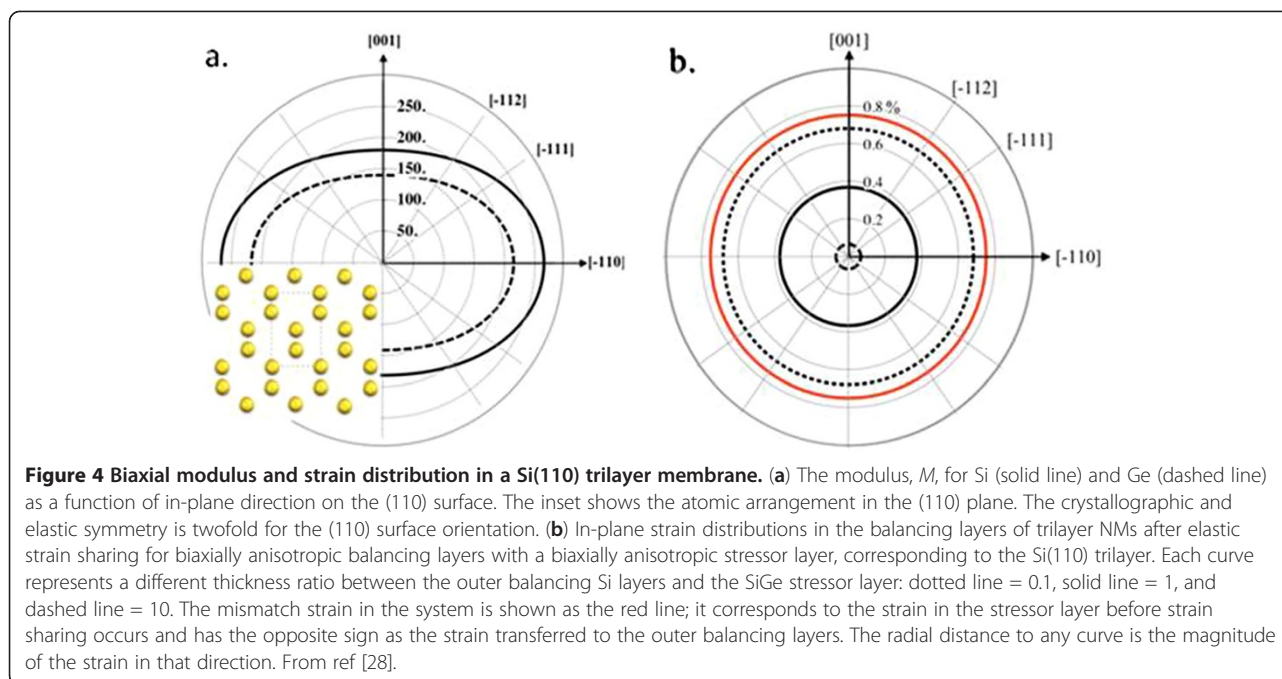 a.
[001]
[-112]
[-111]
[-110]
250.
200.
150.
100.
50.
b.
[001]
[-112]
[-111]
[-110]
0.8%
0.6
0.4
0.2
Figure 4 Biaxial modulus and strain distribution in a Si(110) trilayer membrane. (a) The modulus, M, for Si (solid line) and Ge (dashed line)
as a function of in-plane direction on the (110) surface. The inset shows the atomic arrangement in the (110) plane. The crystallographic and
elastic symmetry is twofold for the (110) surface orientation. (b) In-plane strain distributions in the balancing layers of trilayer NMs after elastic
strain sharing for biaxially anisotropic balancing layers with a biaxially anisotropic stressor layer, corresponding to the Si(110) trilayer. Each curve
represents a different thickness ratio between the outer balancing Si layers and the SiGe stressor layer: dotted line = 0.1, solid line = 1, and
dashed line = 10. The mismatch strain in the system is shown as the red line; it corresponds to the strain in the stressor layer before strain
sharing occurs and has the opposite sign as the strain transferred to the outer balancing layers. The radial distance to any curve is the magnitude
of the strain in that direction. From ref [28].